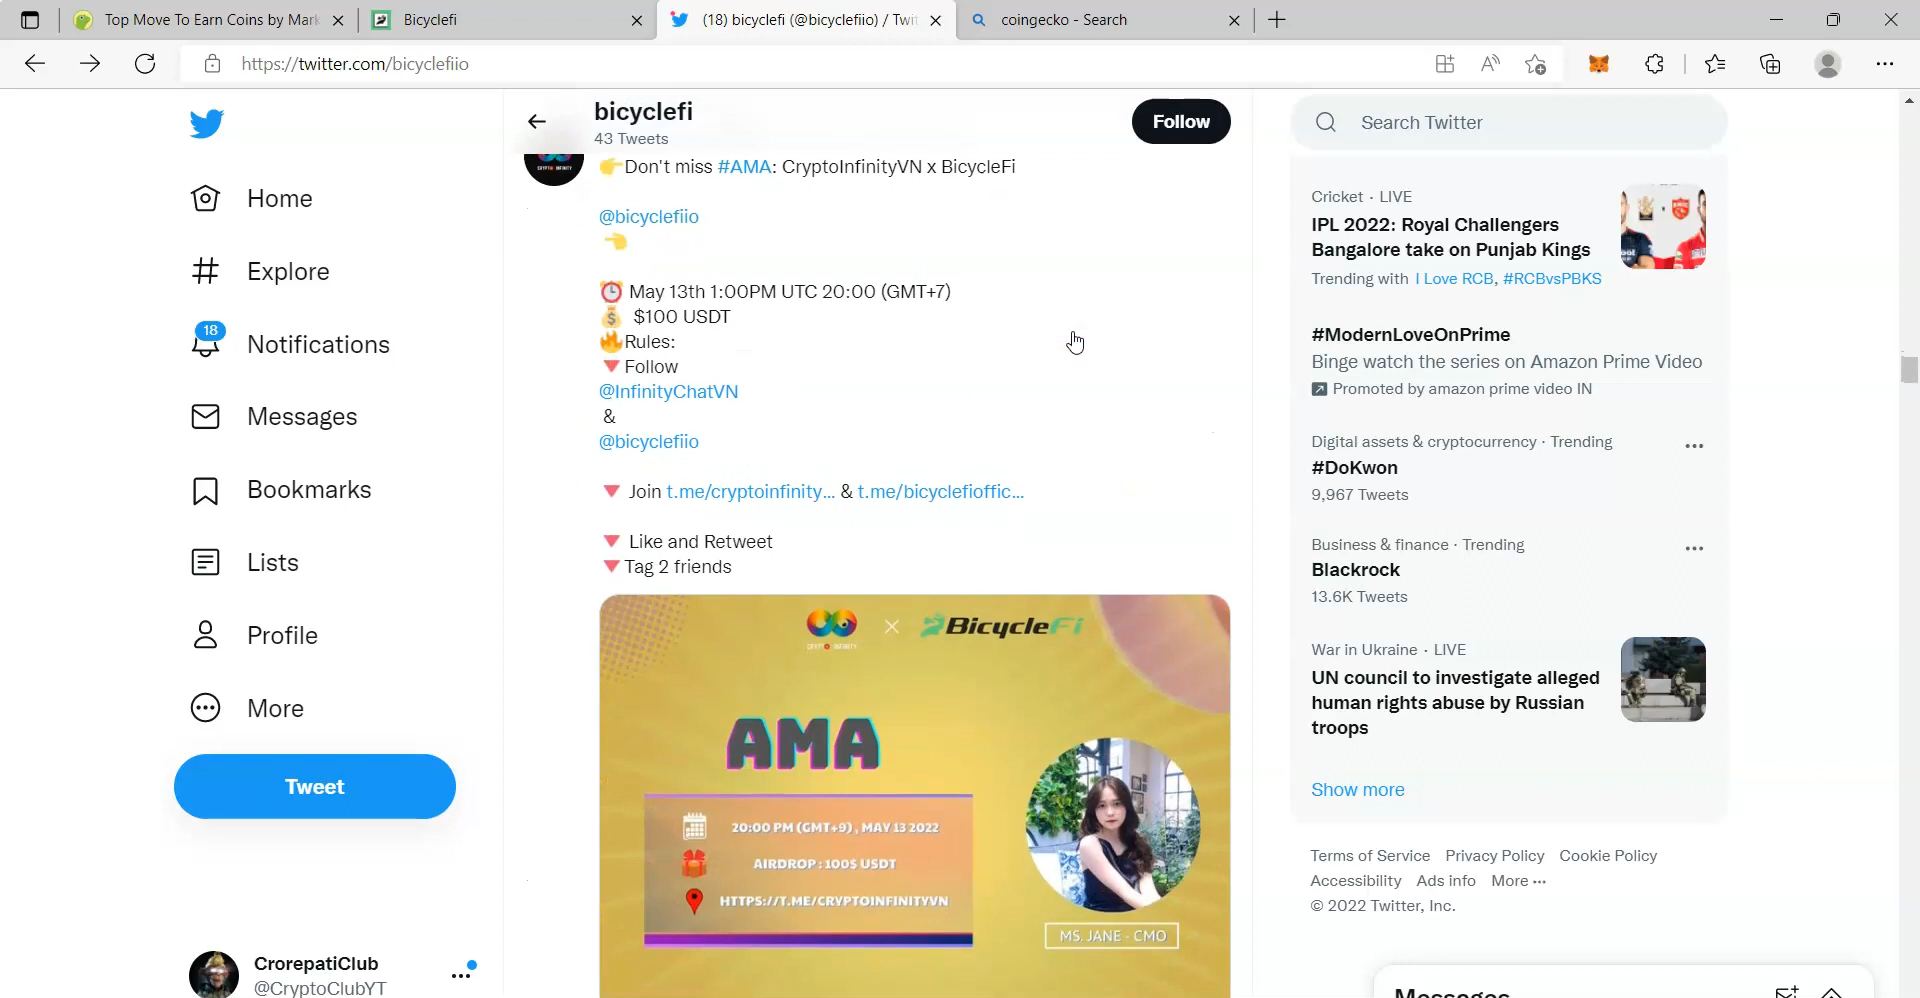 Top Move To Earn Coins by Mark
Bicyclefi
(18) bicyclefi (@bicyclefiio) / Twit
coingecko - Search
https://twitter.com/bicyclefiio
Home
Explore
18
Notifications
Messages
Bookmarks
Lists
Profile
More
Tweet
CrorepatiClub
@CryptoClubYT
bicyclefi
43 Tweets
Follow
Don't miss #AMA: CryptoInfinityVN x BicycleFi
@bicyclefiio
May 13th 1:00PM UTC 20:00 (GMT+7)
$100 USDT
Rules:
Follow
@InfinityChatVN
&
@bicyclefiio
Join t.me/cryptoinfinity... & t.me/bicyclefioffic...
Like and Retweet
Tag 2 friends
CRYPTO INFINITY
BicycleFi
AMA
20:00 PM (GMT+9) , MAY 13 2022
AIRDROP : 100$ USDT
HTTPS://T.ME/CRYPTOINFINITYVN
MS. JANE - CMO
Search Twitter
Cricket · LIVE
IPL 2022: Royal Challengers
Bangalore take on Punjab Kings
Trending with I Love RCB, #RCBvsPBKS
#ModernLoveOnPrime
Binge watch the series on Amazon Prime Video
Promoted by amazon prime video IN
Digital assets & cryptocurrency · Trending
#DoKwon
9,967 Tweets
Business & finance · Trending
Blackrock
13.6K Tweets
War in Ukraine · LIVE
UN council to investigate alleged
human rights abuse by Russian
troops
Show more
Terms of Service Privacy Policy Cookie Policy
Accessibility Ads info More ···
© 2022 Twitter, Inc.
Messages